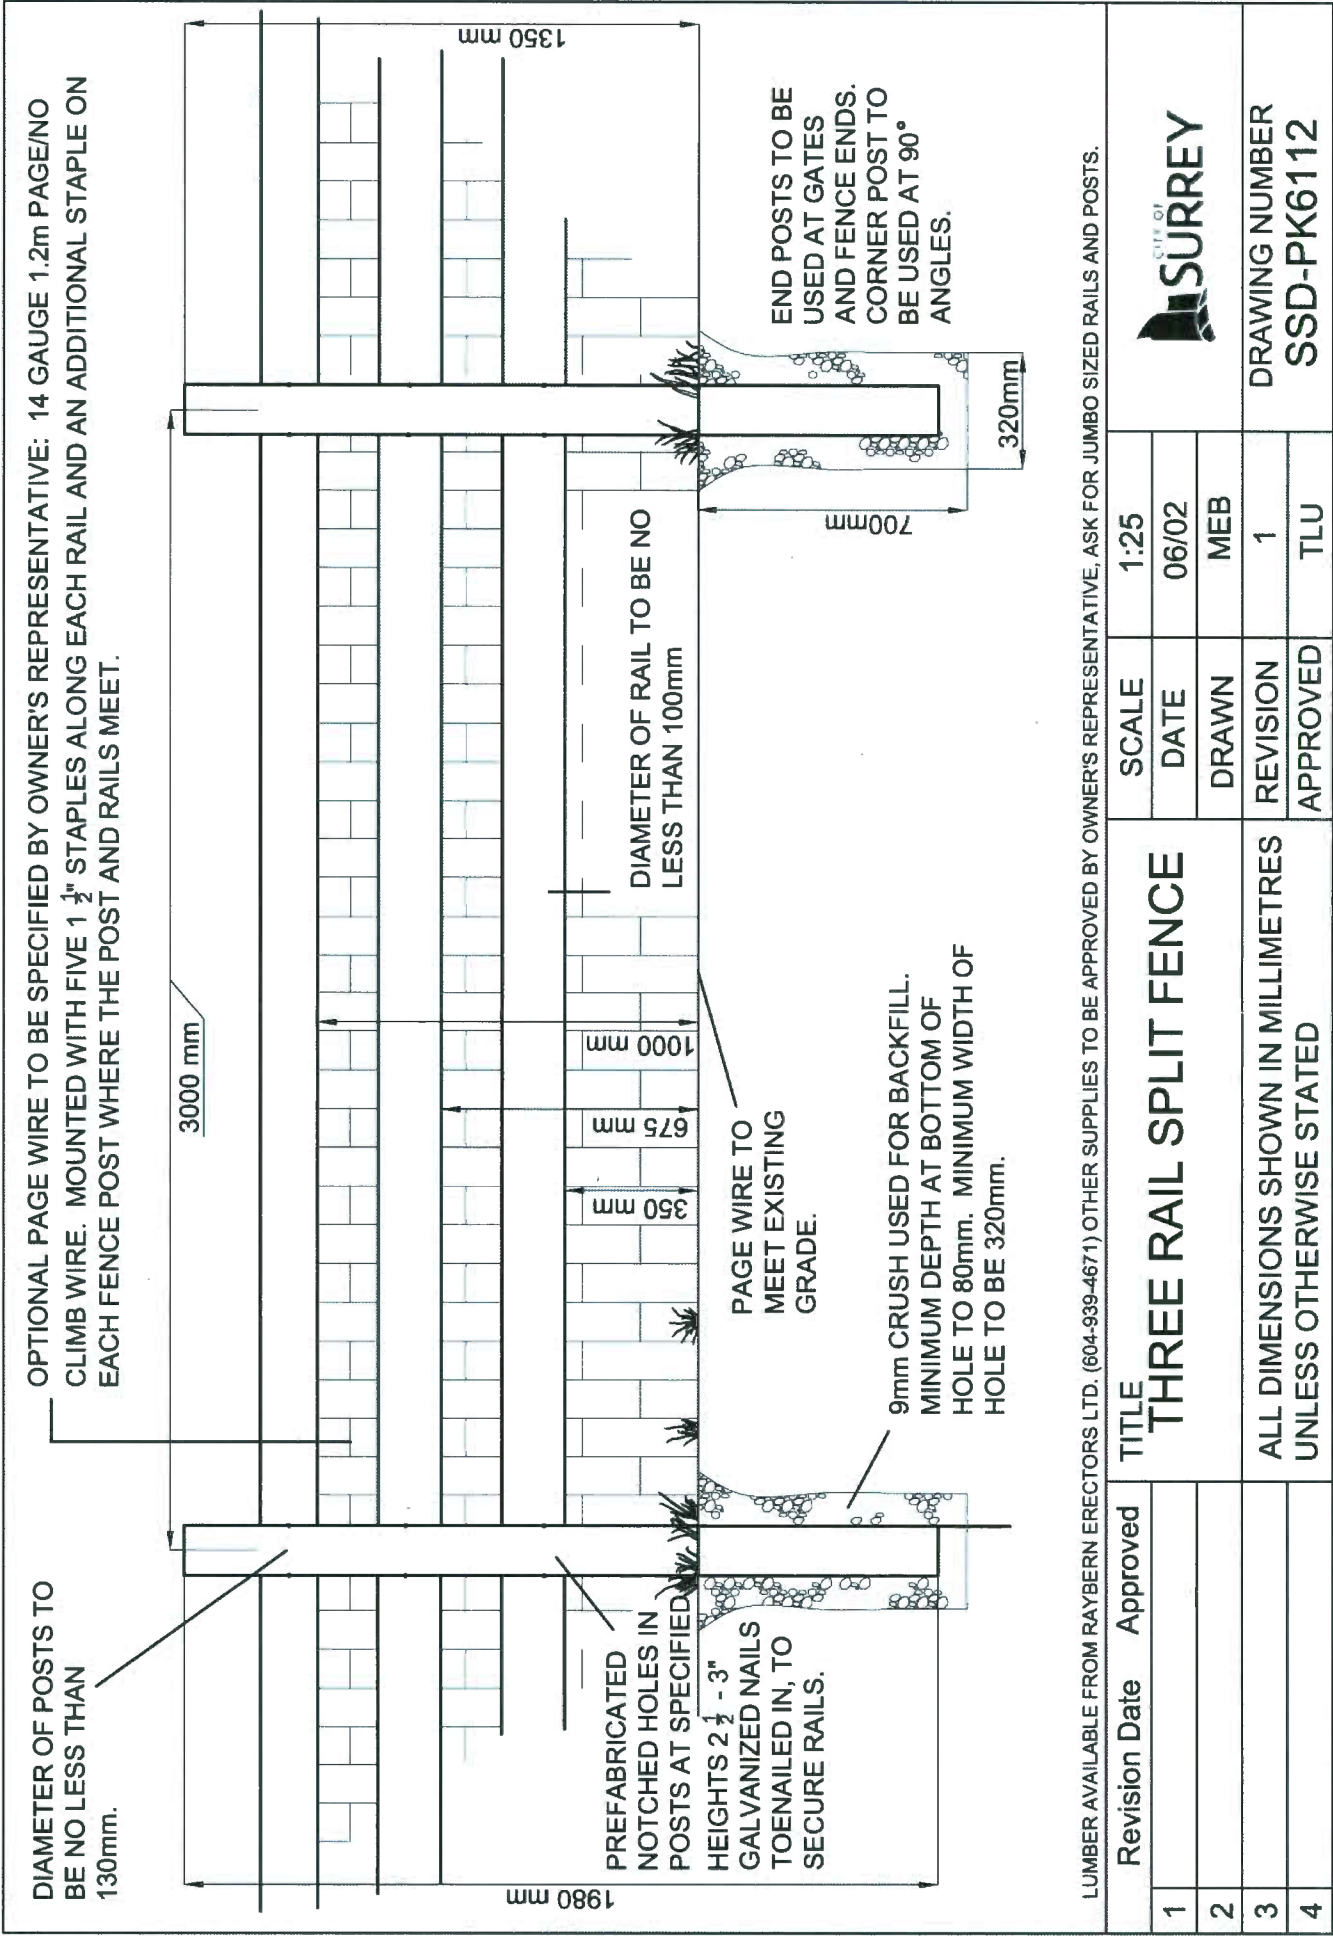 OPTIONAL PAGE WIRE TO BE SPECIFIED BY OWNER'S REPRESENTATIVE: 14 GAUGE 1.2m PAGE/NO
CLIMB WIRE. MOUNTED WITH FIVE 1 1/2" STAPLES ALONG EACH RAIL AND AN ADDITIONAL STAPLE ON
EACH FENCE POST WHERE THE POST AND RAILS MEET.
DIAMETER OF POSTS TO
BE NO LESS THAN
130mm.
3000 mm
1350 mm
1000 mm
675 mm
350 mm
1980 mm
700mm
320mm
PREFABRICATED
NOTCHED HOLES IN
POSTS AT SPECIFIED
HEIGHTS 2 1/2 - 3"
GALVANIZED NAILS
TOENAILED IN, TO
SECURE RAILS.
PAGE WIRE TO
MEET EXISTING
GRADE.
DIAMETER OF RAIL TO BE NO
LESS THAN 100mm
END POSTS TO BE
USED AT GATES
AND FENCE ENDS.
CORNER POST TO
BE USED AT 90°
ANGLES.
9mm CRUSH USED FOR BACKFILL.
MINIMUM DEPTH AT BOTTOM OF
HOLE TO 80mm. MINIMUM WIDTH OF
HOLE TO BE 320mm.
LUMBER AVAILABLE FROM RAYBERN ERECTORS LTD. (604-939-4671) OTHER SUPPLIES TO BE APPROVED BY OWNER'S REPRESENTATIVE, ASK FOR JUMBO SIZED RAILS AND POSTS.
Revision Date Approved
1
2
3
4
TITLE
THREE RAIL SPLIT FENCE
ALL DIMENSIONS SHOWN IN MILLIMETRES
UNLESS OTHERWISE STATED
SCALE 1:25
DATE 06/02
DRAWN MEB
REVISION 1
APPROVED TLU
CITY OF
SURREY
DRAWING NUMBER
SSD-PK6112